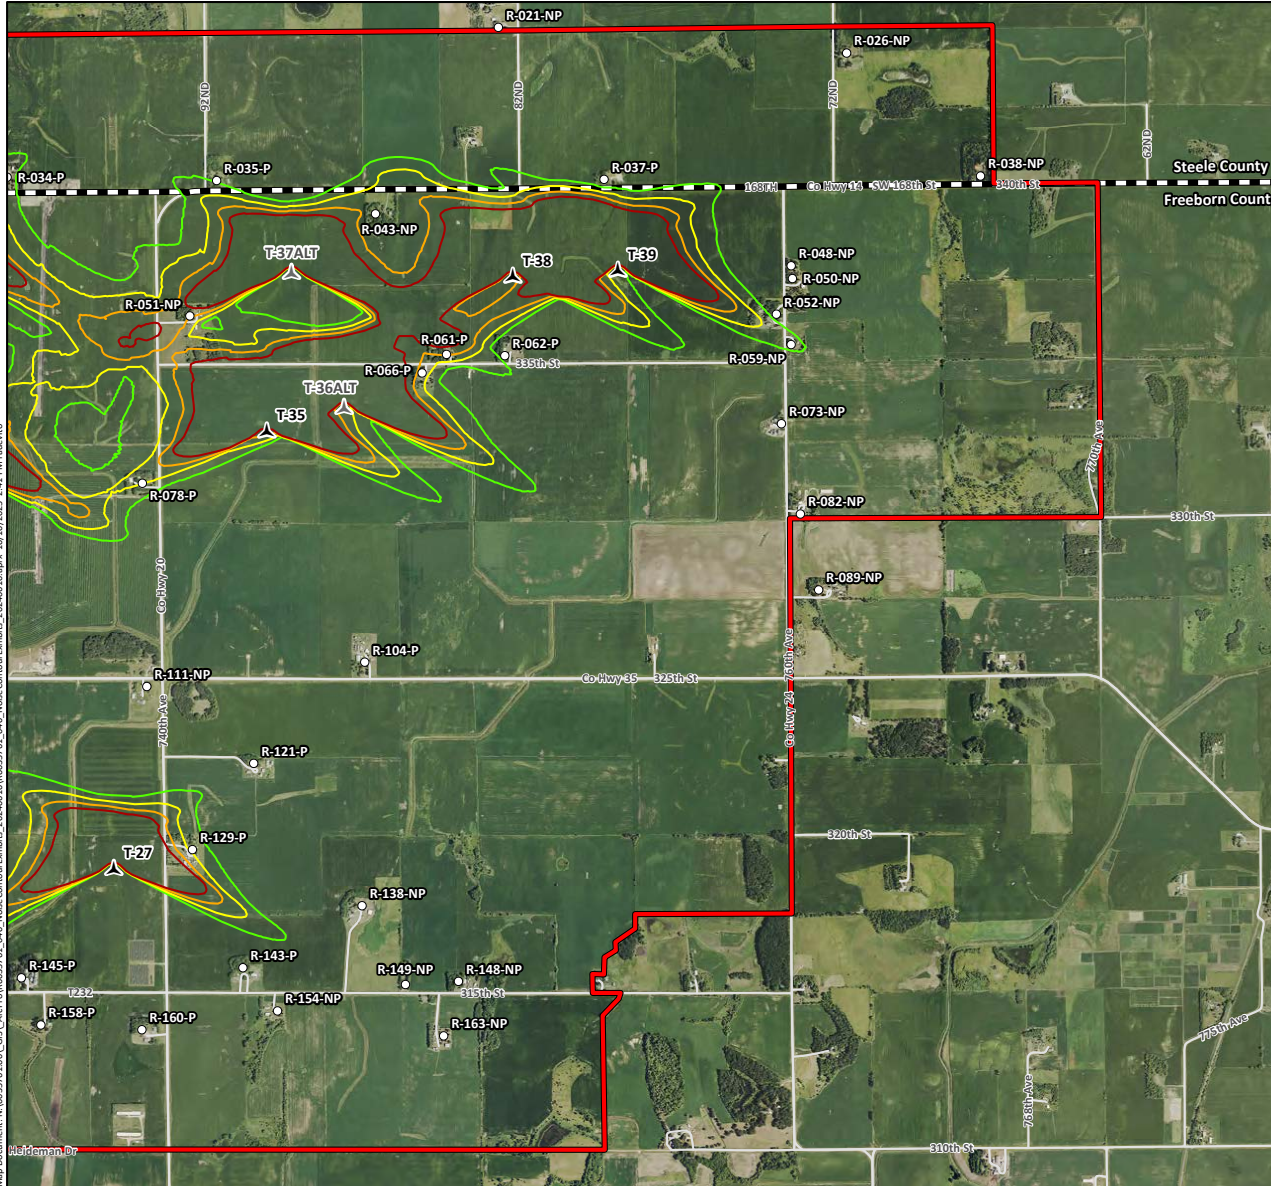 R-021-NP
R-026-NP
92ND
82ND
72ND
62ND
R-034-P
R-035-P
R-037-P
R-038-NP
Steele County
168TH
Co Hwy 14
SW 168th St
340th St
Freeborn Count
R-043-NP
T-37ALT
T-38
T-39
R-048-NP
R-050-NP
R-051-NP
R-052-NP
R-061-P
R-062-P
R-059-NP
335th St
R-066-P
T-36ALT
T-35
R-073-NP
770th Ave
R-078-P
R-082-NP
330th St
Co Hwy 20
R-089-NP
R-104-P
R-111-NP
Co Hwy 35
325th St
Co Hwy 24
760th Ave
740th Ave
R-121-P
R-129-P
320th St
T-27
R-138-NP
R-143-P
R-145-P
R-149-NP
R-148-NP
T232
315th St
R-154-NP
R-158-P
R-160-P
R-163-NP
775th Ave
768th Ave
Heideman Dr
310th St